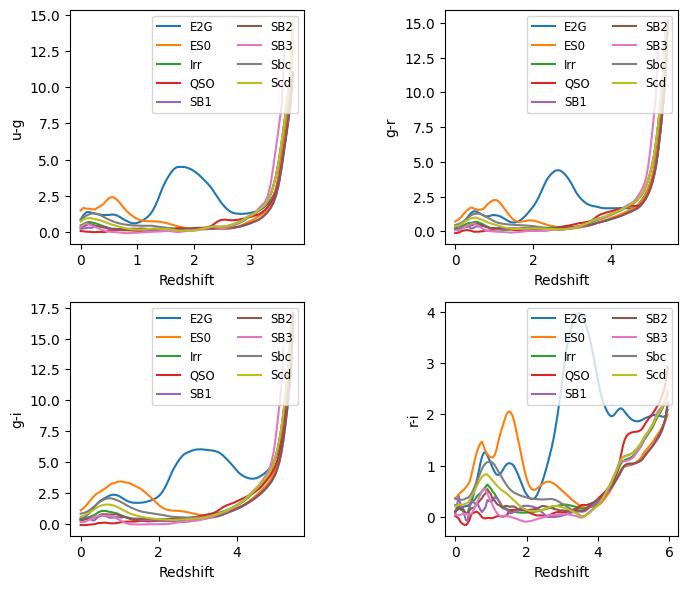 15.0
12.5
10.0
7.5
5.0
2.5
0.0
u-g
0
1
2
3
Redshift
E2G
ES0
Irr
QSO
SB1
SB2
SB3
Sbc
Scd
15.0
12.5
10.0
7.5
5.0
2.5
0.0
g-r
0
2
4
Redshift
E2G
ES0
Irr
QSO
SB1
SB2
SB3
Sbc
Scd
17.5
15.0
12.5
10.0
7.5
5.0
2.5
0.0
g-i
0
2
4
Redshift
E2G
ES0
Irr
QSO
SB1
SB2
SB3
Sbc
Scd
4
3
2
1
0
r-i
0
2
4
6
Redshift
E2G
ES0
Irr
QSO
SB1
SB2
SB3
Sbc
Scd